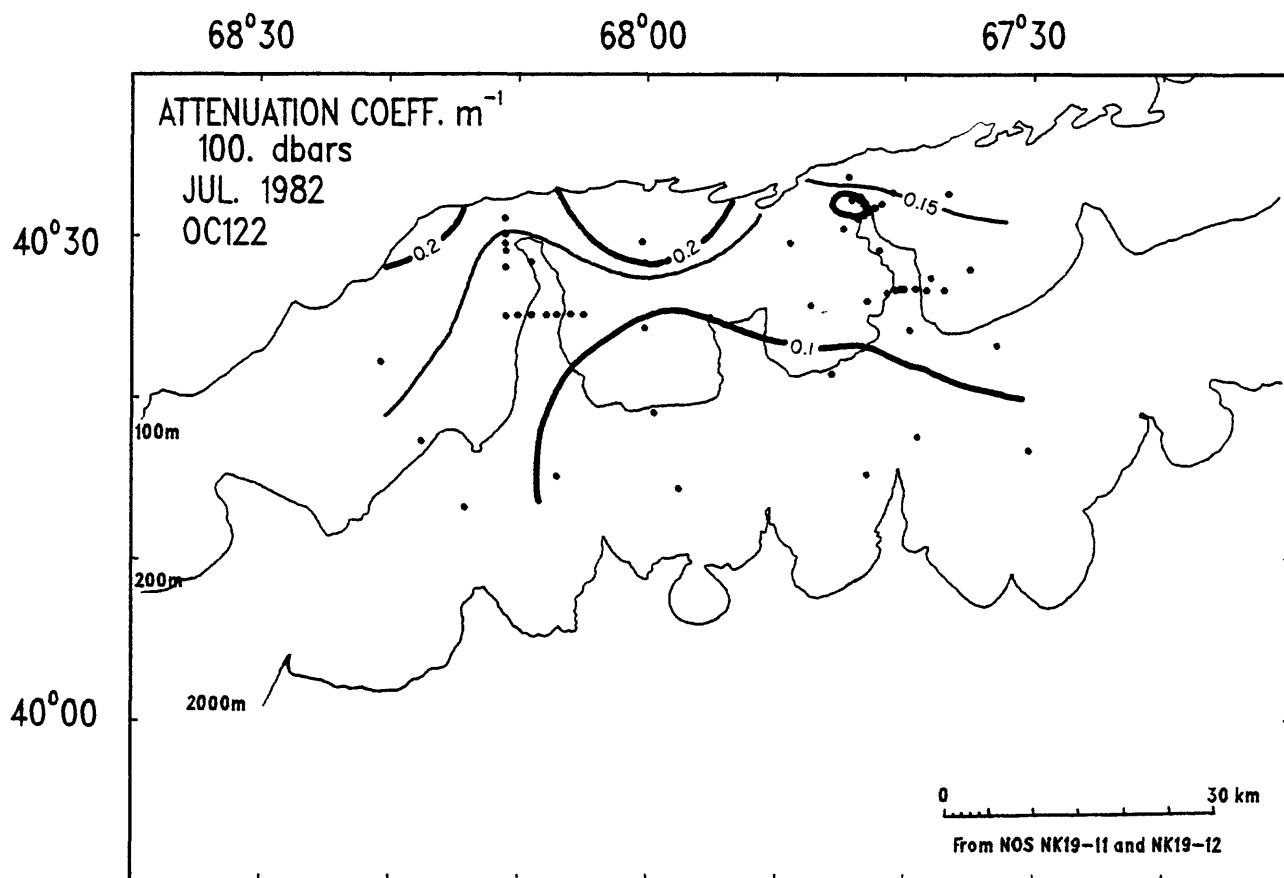 68°30 68°00 67°30
ATTENUATION COEFF. m⁻¹
100. dbars
JUL. 1982
OC122
40°30
0.2
0.2
0.15
0.1
100m
200m
2000m
40°00
0 30 km
From NOS NK19-11 and NK19-12